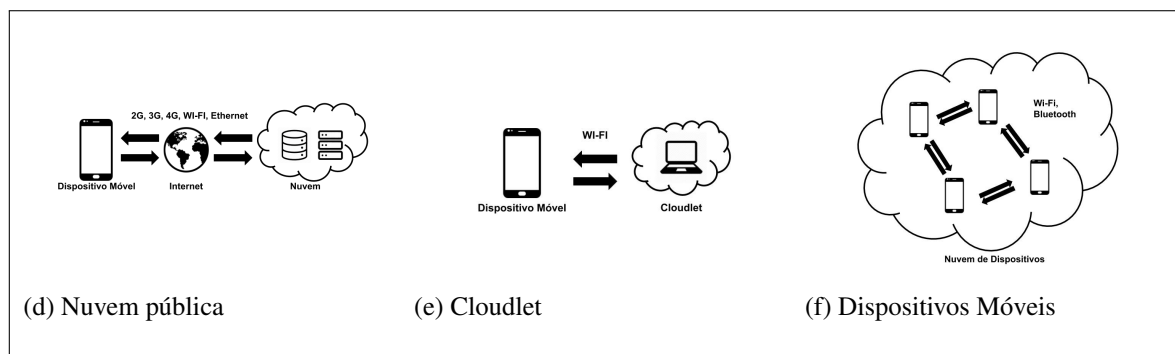 2G, 3G, 4G, WI-FI, Ethernet
Dispositivo Móvel
Internet
Nuvem
(d) Nuvem pública
WI-FI
Dispositivo Móvel
Cloudlet
(e) Cloudlet
Wi-Fi,
Bluetooth
Nuvem de Dispositivos
(f) Dispositivos Móveis